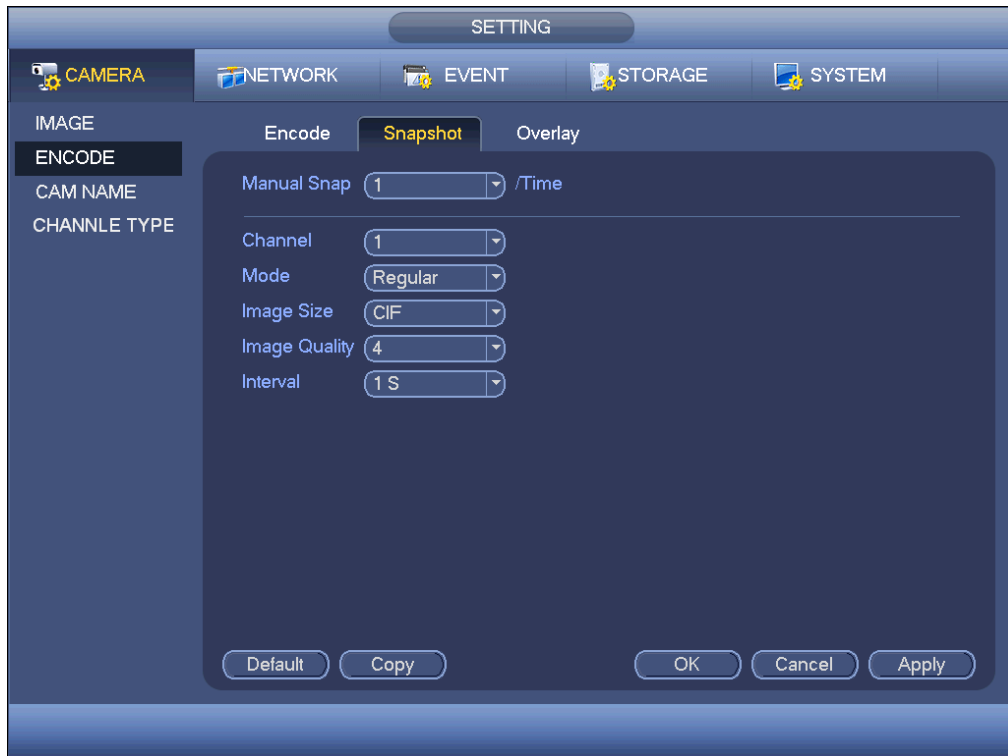 SETTING
CAMERA NETWORK EVENT STORAGE SYSTEM
IMAGE
ENCODE
CAM NAME
CHANNLE TYPE
Encode Snapshot Overlay
Manual Snap 1 /Time
Channel 1
Mode Regular
Image Size CIF
Image Quality 4
Interval 1 S
Default Copy OK Cancel Apply